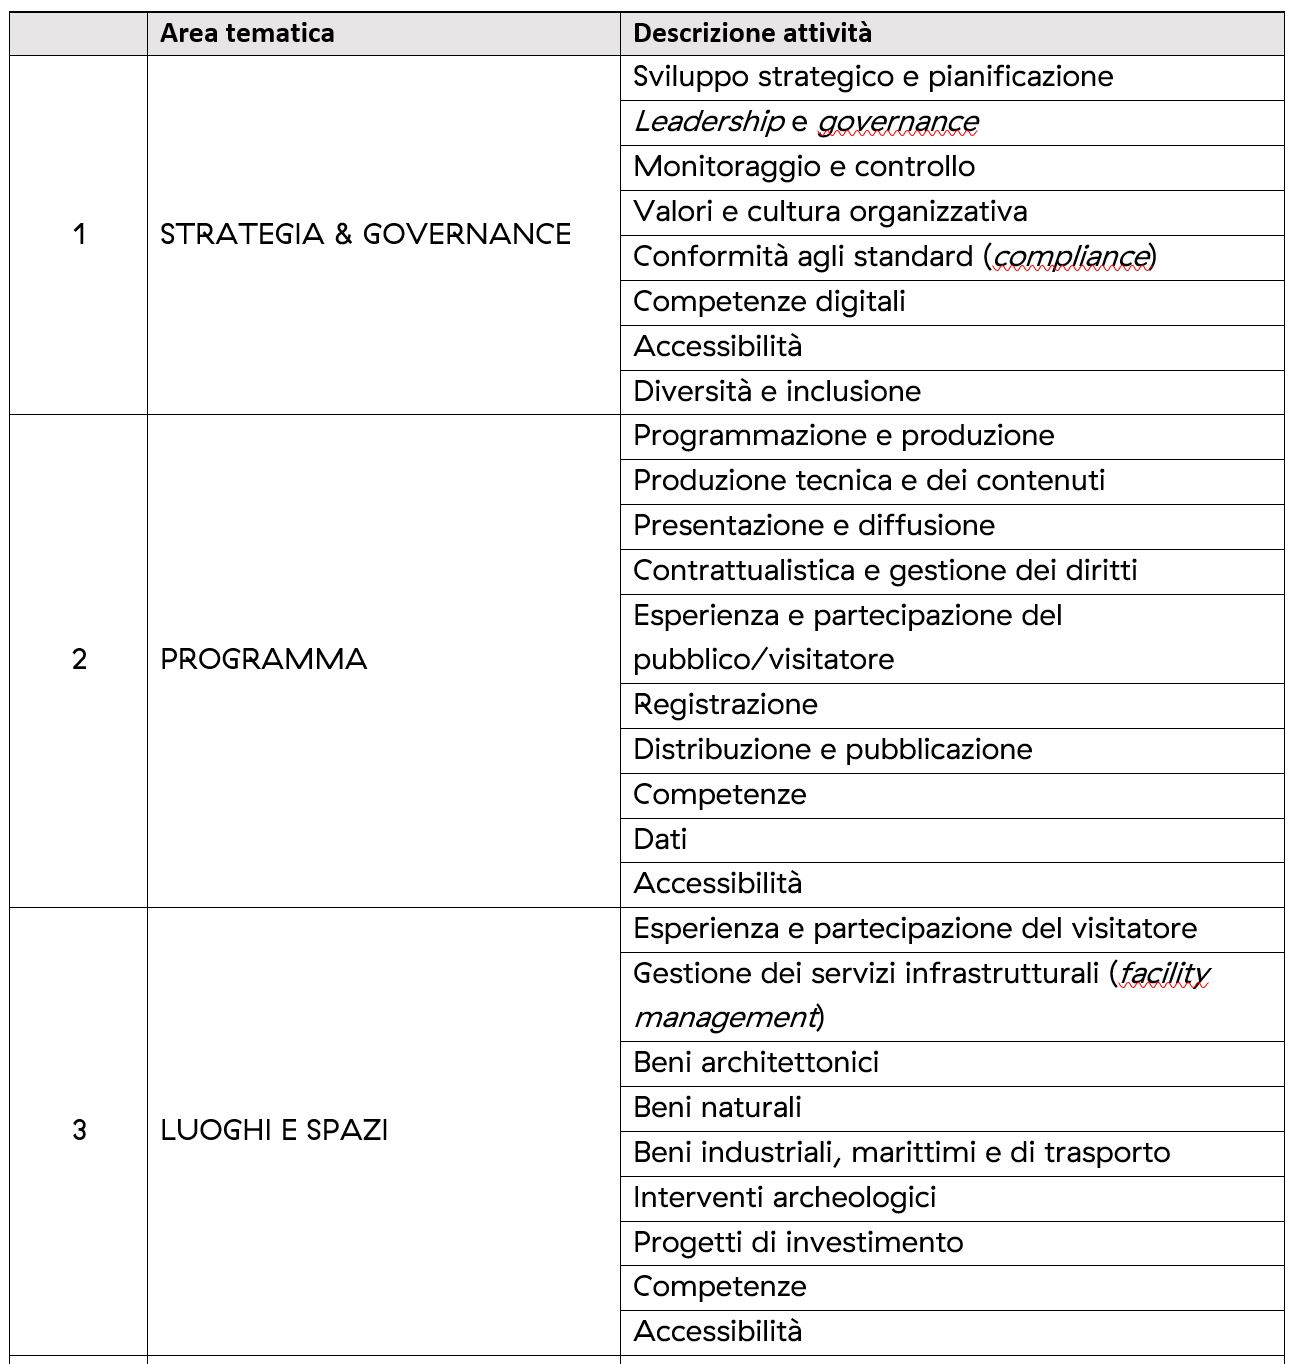 Area tematica Descrizione attività
Sviluppo strategico e pianificazione
Leadership e governance
Monitoraggio e controllo
Valori e cultura organizzativa
1 STRATEGIA & GOVERNANCE
Conformità agli standard (compliance)
Competenze digitali
Accessibilità
Diversità e inclusione
Programmazione e produzione
Produzione tecnica e dei contenuti
Presentazione e diffusione
Contrattualistica e gestione dei diritti
Esperienza e partecipazione del
pubblico/visitatore
2 PROGRAMMA
Registrazione
Distribuzione e pubblicazione
Competenze
Dati
Accessibilità
Esperienza e partecipazione del visitatore
Gestione dei servizi infrastrutturali (facility
management)
Beni architettonici
Beni naturali
3 LUOGHI E SPAZI
Beni industriali, marittimi e di trasporto
Interventi archeologici
Progetti di investimento
Competenze
Accessibilità